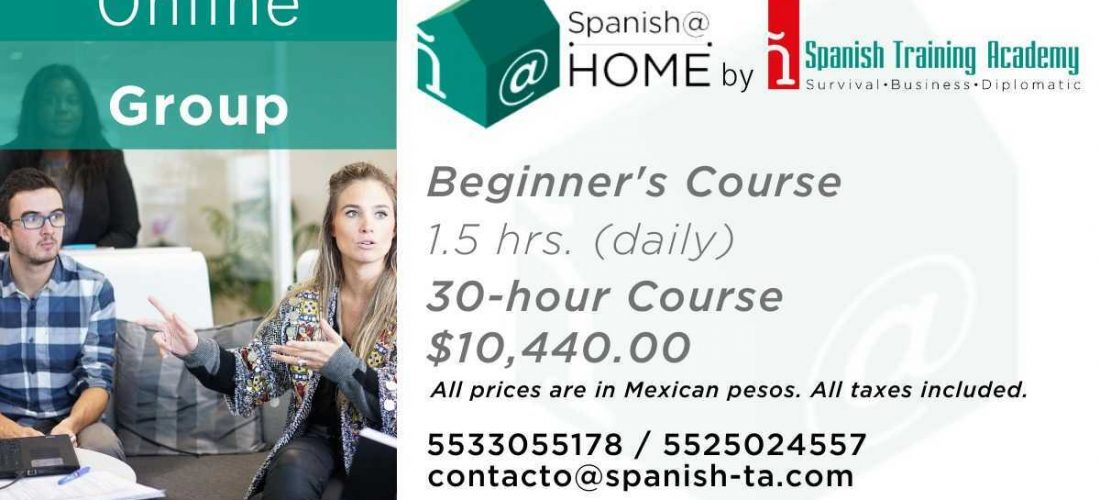 Online
Group
Spanish@
HOME by
Spanish Training Academy
Survival•Business•Diplomatic
Beginner's Course
1.5 hrs. (daily)
30-hour Course
$10,440.00
All prices are in Mexican pesos. All taxes included.
5533055178 / 5525024557
contacto@spanish-ta.com